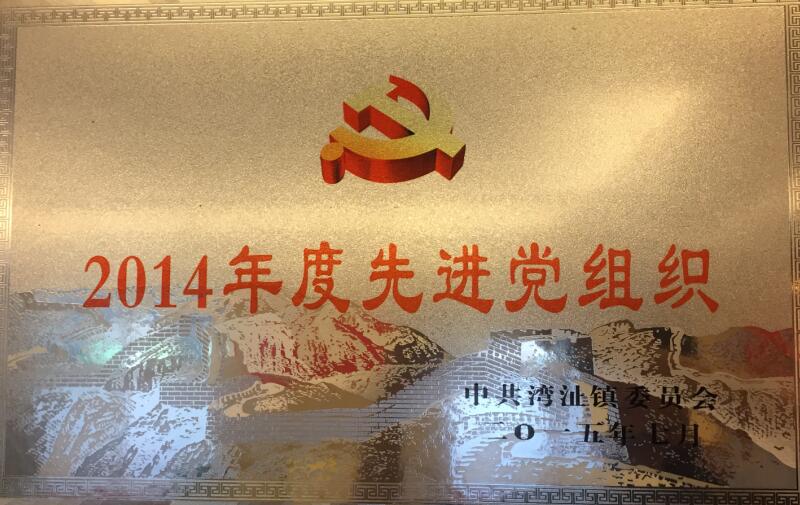 2014年度先进党组织
中共湾沚镇委员会
二〇一五年七月